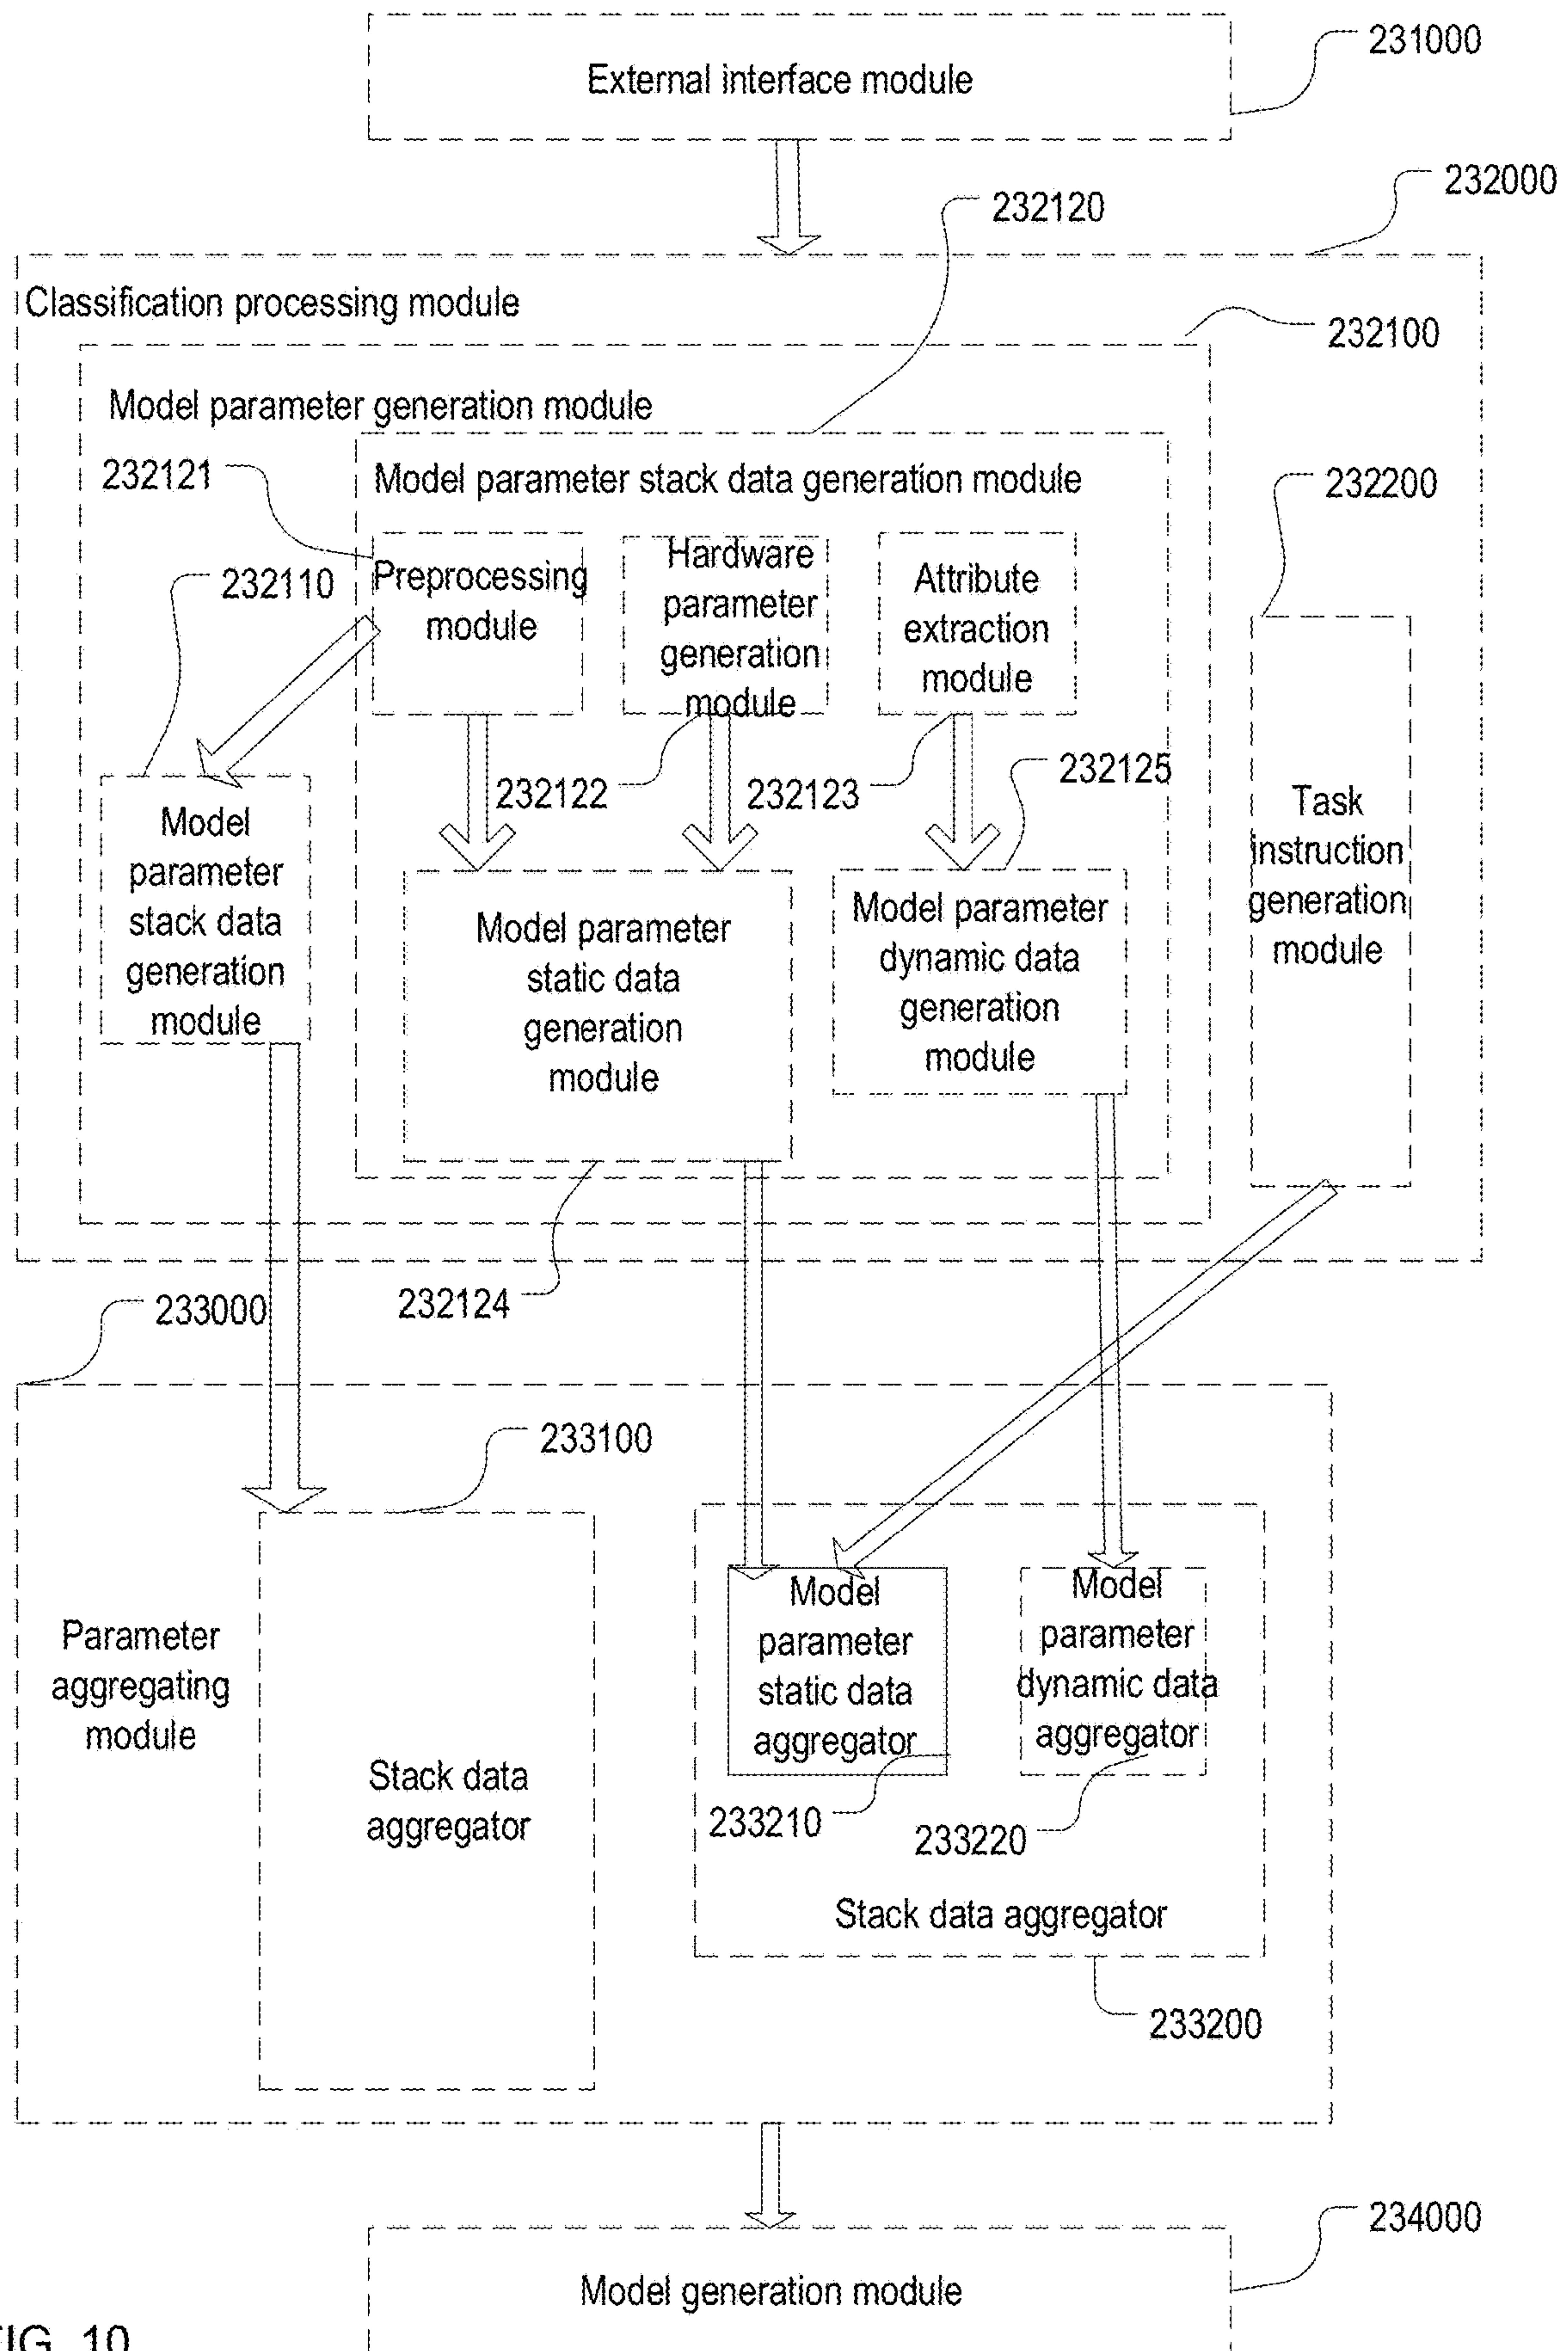 231000
External interface module
232000
232120
Classification processing module
232100
Model parameter generation module
232121
Model parameter stack data generation module
232200
232110
Preprocessing
module
Hardware
parameter
generation
module
Attribute
extraction
module
232122
232123
232125
Model
parameter
stack data
generation
module
Model parameter
static data
generation
module
Model parameter
dynamic data
generation
module
Task
instruction
generation
module
232124
233000
233100
Parameter
aggregating
module
Stack data
aggregator
Model
parameter
static data
aggregator
Model
parameter
dynamic data
aggregator
233210
233220
Stack data aggregator
233200
234000
Model generation module
FIG. 10